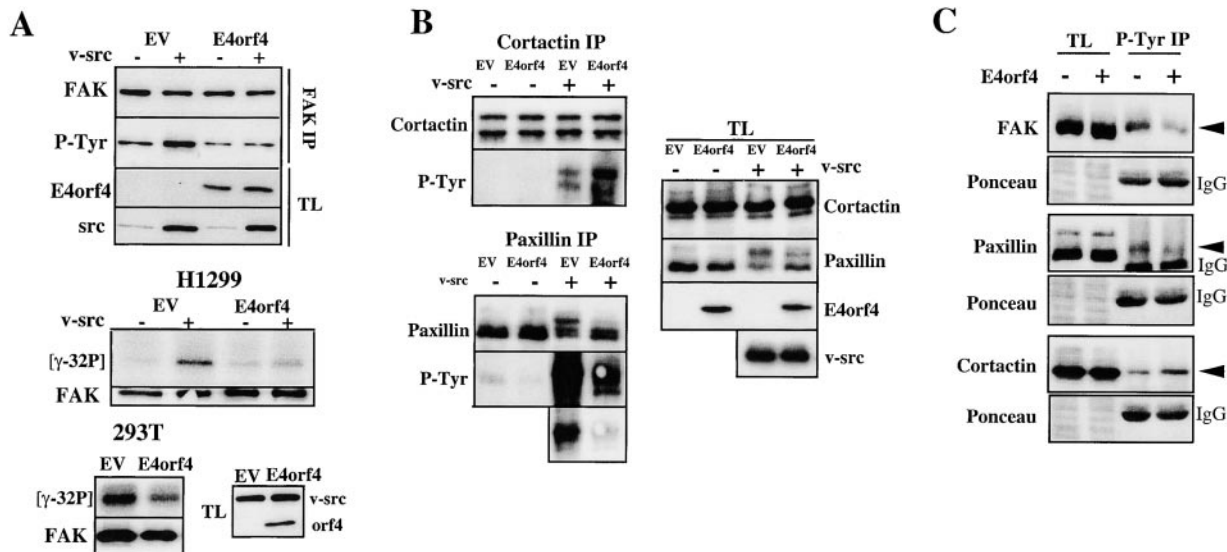 A
EV E4orf4
v-src - + - +
FAK
P-Tyr
FAK IP
E4orf4
src
TL
H1299
EV E4orf4
v-src - + - +
[γ-32P]
FAK
293T
EV E4orf4
[γ-32P]
FAK
EV E4orf4
TL
v-src
orf4
B
Cortactin IP
EV E4orf4 EV E4orf4
v-src - - + +
Cortactin
P-Tyr
Paxillin IP
EV E4orf4 EV E4orf4
v-src - - + +
Paxillin
P-Tyr
TL
EV E4orf4 EV E4orf4
- - + + v-src
Cortactin
Paxillin
E4orf4
v-src
C
TL P-Tyr IP
E4orf4 - + - +
FAK
Ponceau IgG
Paxillin
IgG
Ponceau IgG
Cortactin
Ponceau IgG